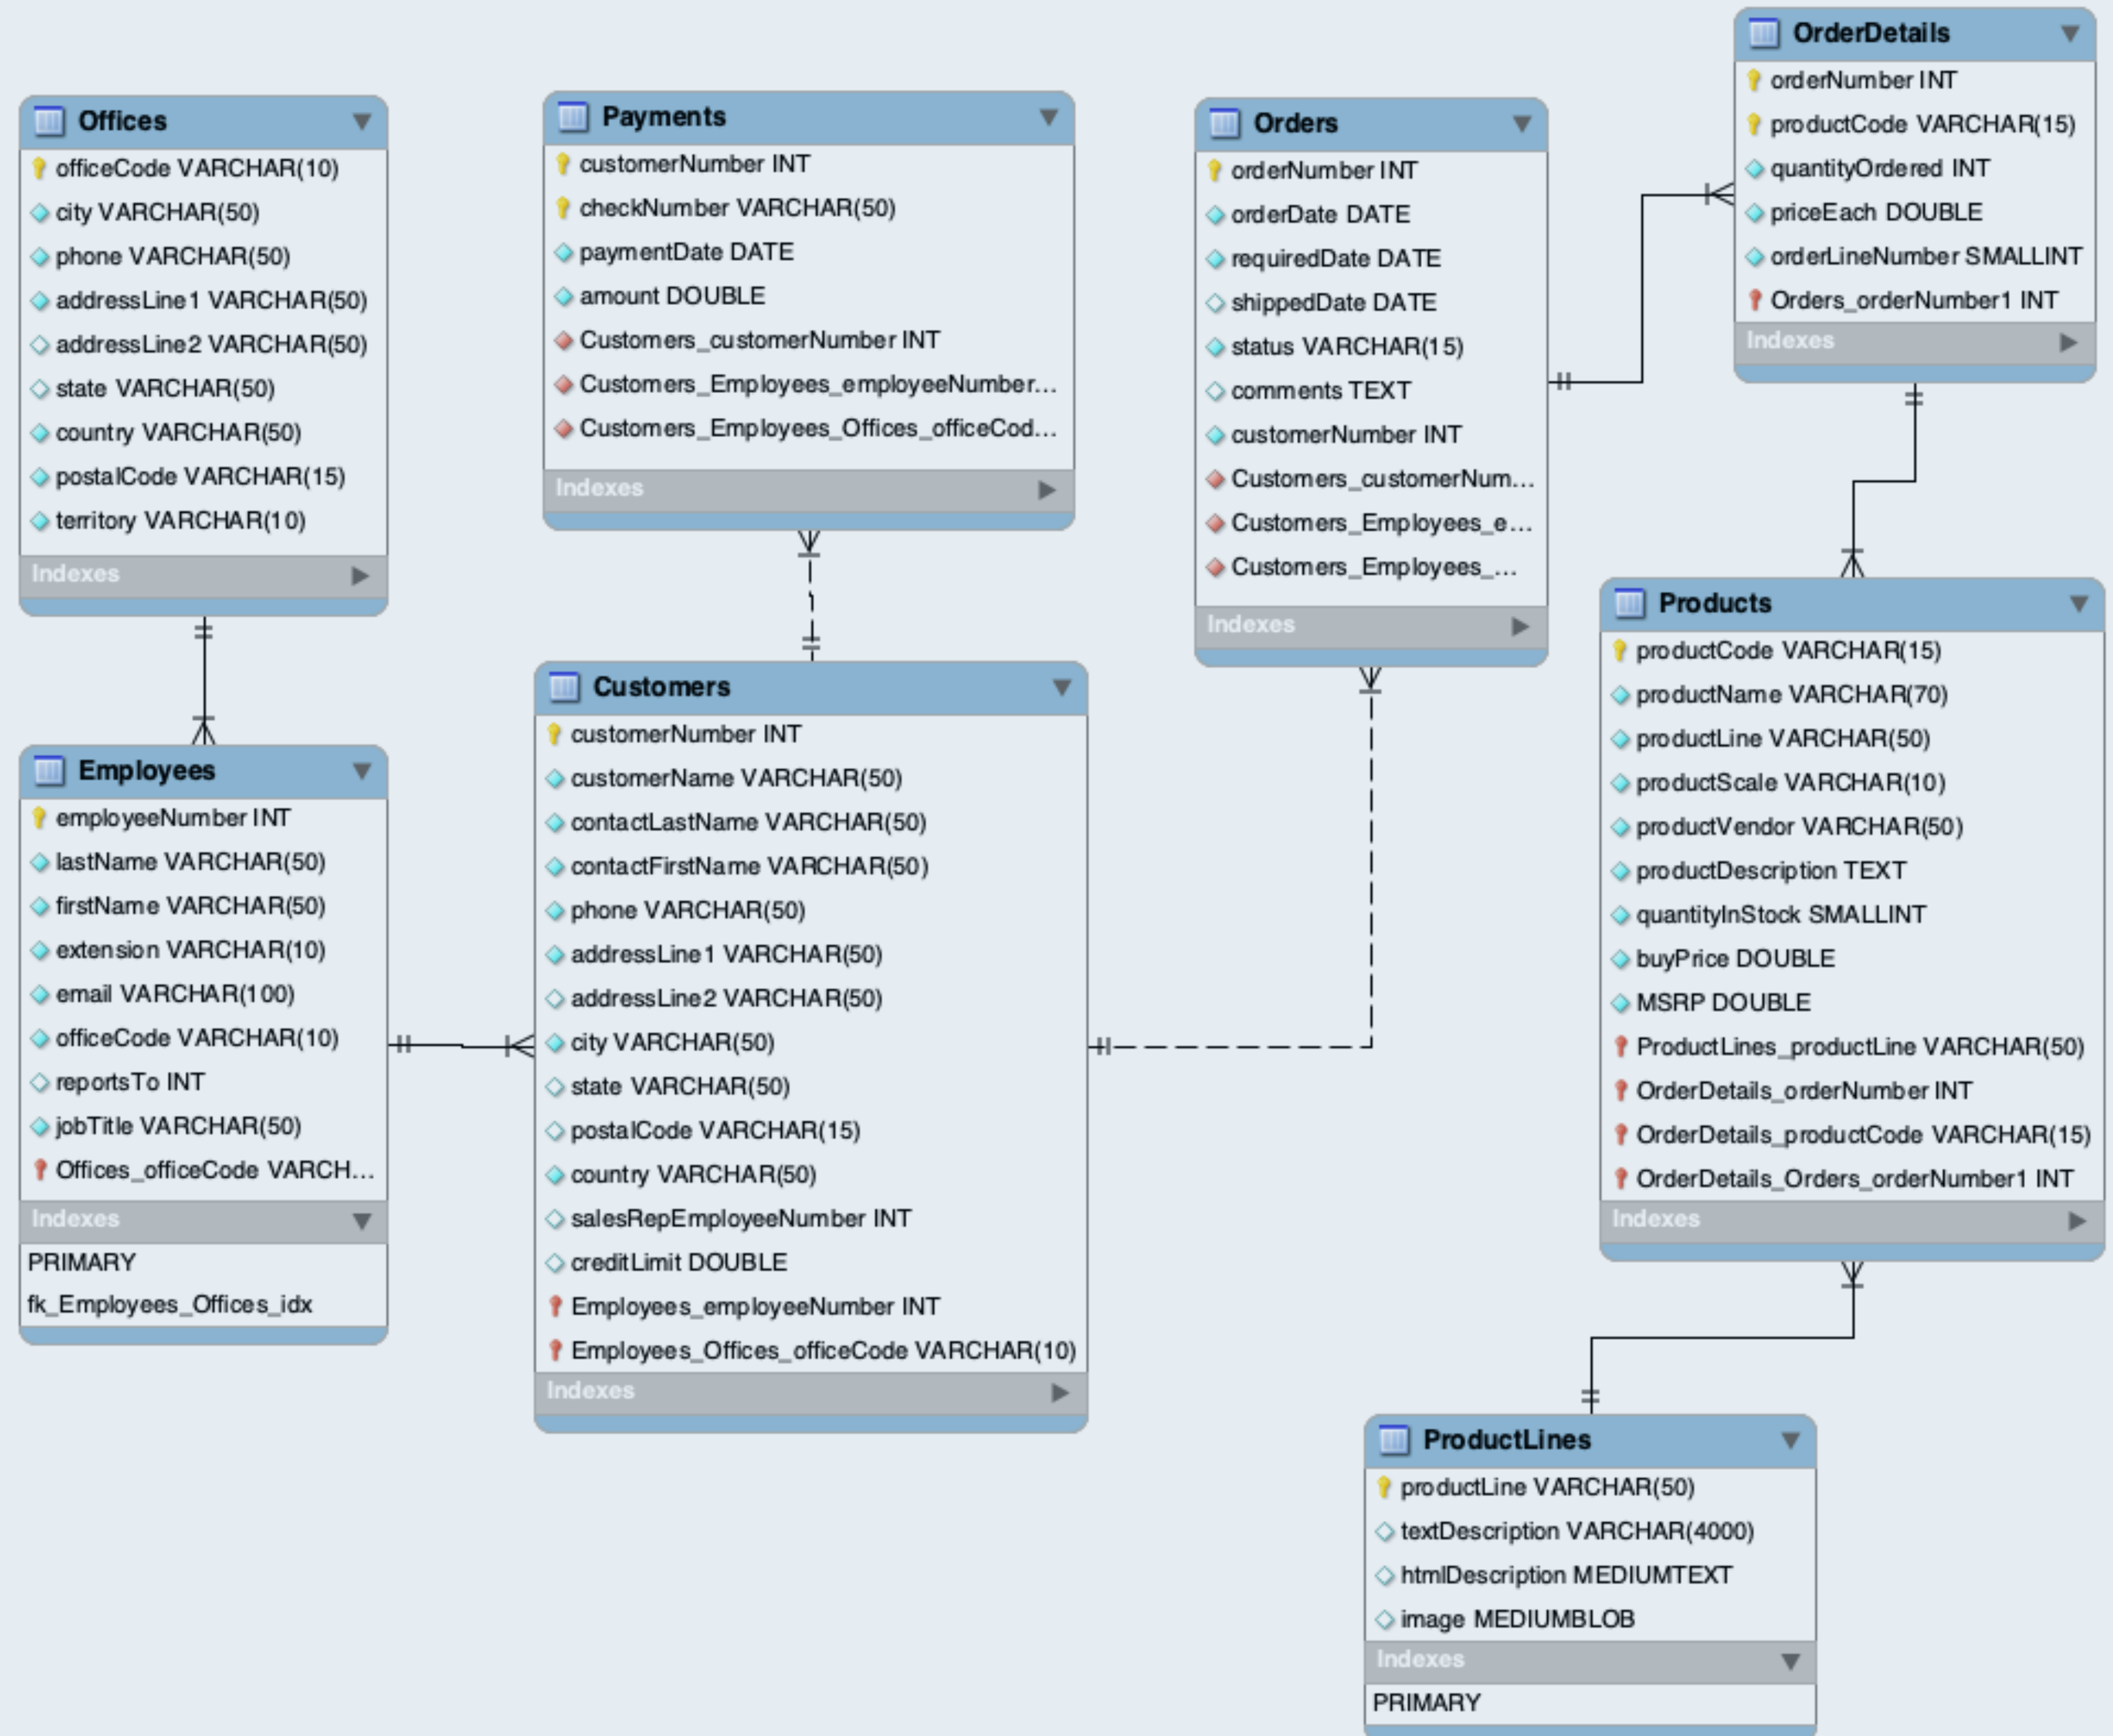 Offices
officeCode VARCHAR(10)
city VARCHAR(50)
phone VARCHAR(50)
addressLine1 VARCHAR(50)
addressLine2 VARCHAR(50)
state VARCHAR(50)
country VARCHAR(50)
postalCode VARCHAR(15)
territory VARCHAR(10)
Indexes
Employees
employeeNumber INT
lastName VARCHAR(50)
firstName VARCHAR(50)
extension VARCHAR(10)
email VARCHAR(100)
officeCode VARCHAR(10)
reportsTo INT
jobTitle VARCHAR(50)
Offices_officeCode VARCH...
Indexes
PRIMARY
fk_Employees_Offices_idx
Payments
customerNumber INT
checkNumber VARCHAR(50)
paymentDate DATE
amount DOUBLE
Customers_customerNumber INT
Customers_Employees_employeeNumber...
Customers_Employees_Offices_officeCod...
Indexes
Customers
customerNumber INT
customerName VARCHAR(50)
contactLastName VARCHAR(50)
contactFirstName VARCHAR(50)
phone VARCHAR(50)
addressLine1 VARCHAR(50)
addressLine2 VARCHAR(50)
city VARCHAR(50)
state VARCHAR(50)
postalCode VARCHAR(15)
country VARCHAR(50)
salesRepEmployeeNumber INT
creditLimit DOUBLE
Employees_employeeNumber INT
Employees_Offices_officeCode VARCHAR(10)
Indexes
Orders
orderNumber INT
orderDate DATE
requiredDate DATE
shippedDate DATE
status VARCHAR(15)
comments TEXT
customerNumber INT
Customers_customerNum...
Customers_Employees_e...
Customers_Employees_...
Indexes
OrderDetails
orderNumber INT
productCode VARCHAR(15)
quantityOrdered INT
priceEach DOUBLE
orderLineNumber SMALLINT
Orders_orderNumber1 INT
Indexes
Products
productCode VARCHAR(15)
productName VARCHAR(70)
productLine VARCHAR(50)
productScale VARCHAR(10)
productVendor VARCHAR(50)
productDescription TEXT
quantityInStock SMALLINT
buyPrice DOUBLE
MSRP DOUBLE
ProductLines_productLine VARCHAR(50)
OrderDetails_orderNumber INT
OrderDetails_productCode VARCHAR(15)
OrderDetails_Orders_orderNumber1 INT
Indexes
ProductLines
productLine VARCHAR(50)
textDescription VARCHAR(4000)
htmlDescription MEDIUMTEXT
image MEDIUMBLOB
Indexes
PRIMARY